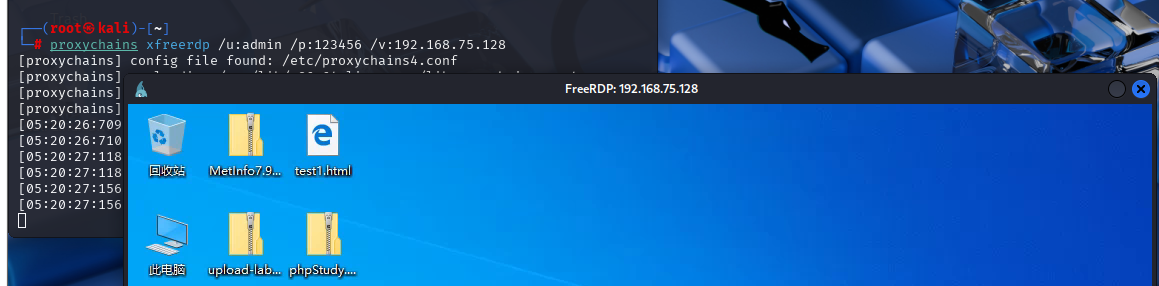 ┌──(root㉿kali)-[~]
└─# proxychains xfreerdp /u:admin /p:123456 /v:192.168.75.128
[proxychains] config file found: /etc/proxychains4.conf
[proxychains]
[proxychains]
[proxychains]
[05:20:26:709
[05:20:26:710
[05:20:27:118
[05:20:27:118
[05:20:27:156
[05:20:27:156
FreeRDP: 192.168.75.128
回收站 MetInfo7.9... test1.html
此电脑 upload-lab... phpStudy....